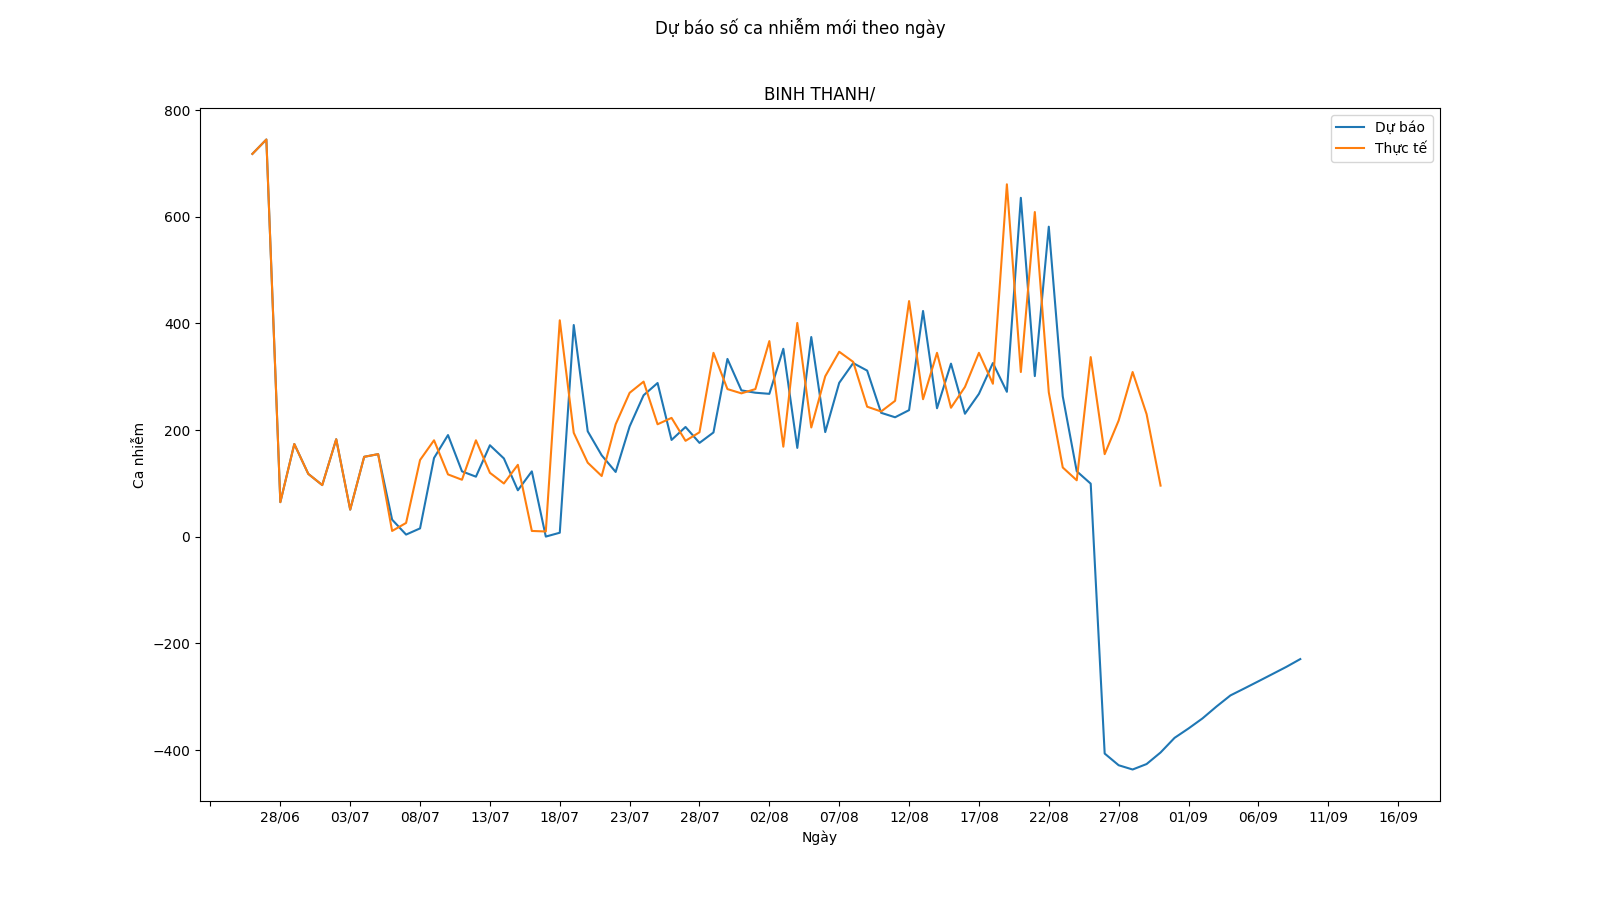 Dự báo số ca nhiễm mới theo ngày
BINH THANH/
Dự báo
Thực tế
Ca nhiễm
800
600
400
200
0
−200
−400
28/06 03/07 08/07 13/07 18/07 23/07 28/07 02/08 07/08 12/08 17/08 22/08 27/08 01/09 06/09 11/09 16/09
Ngày